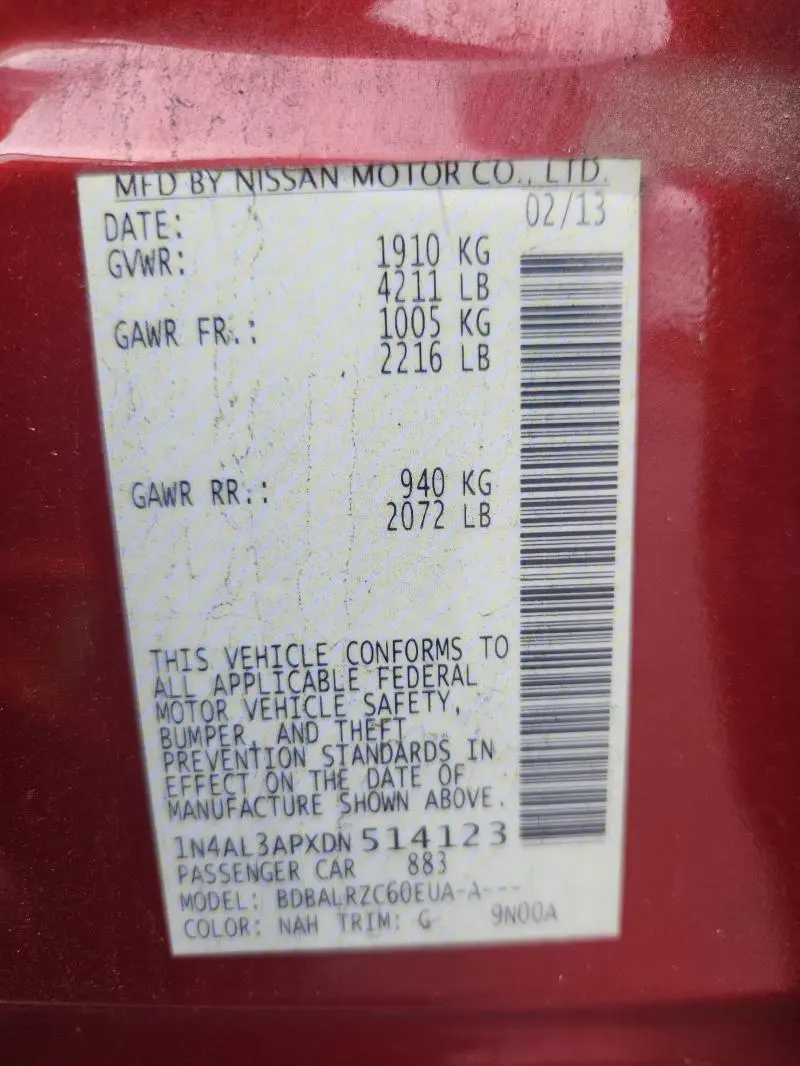 MFD BY NISSAN MOTOR CO., LTD.
DATE: 02/13
GVWR: 1910 KG
4211 LB
GAWR FR.: 1005 KG
2216 LB
GAWR RR.: 940 KG
2072 LB
THIS VEHICLE CONFORMS TO
ALL APPLICABLE FEDERAL
MOTOR VEHICLE SAFETY,
BUMPER, AND THEFT
PREVENTION STANDARDS IN
EFFECT ON THE DATE OF
MANUFACTURE SHOWN ABOVE.
1N4AL3APXDN 514123
PASSENGER CAR 883
MODEL: BDBALRZC60EUA-A---
COLOR: NAH TRIM: G 9N00A